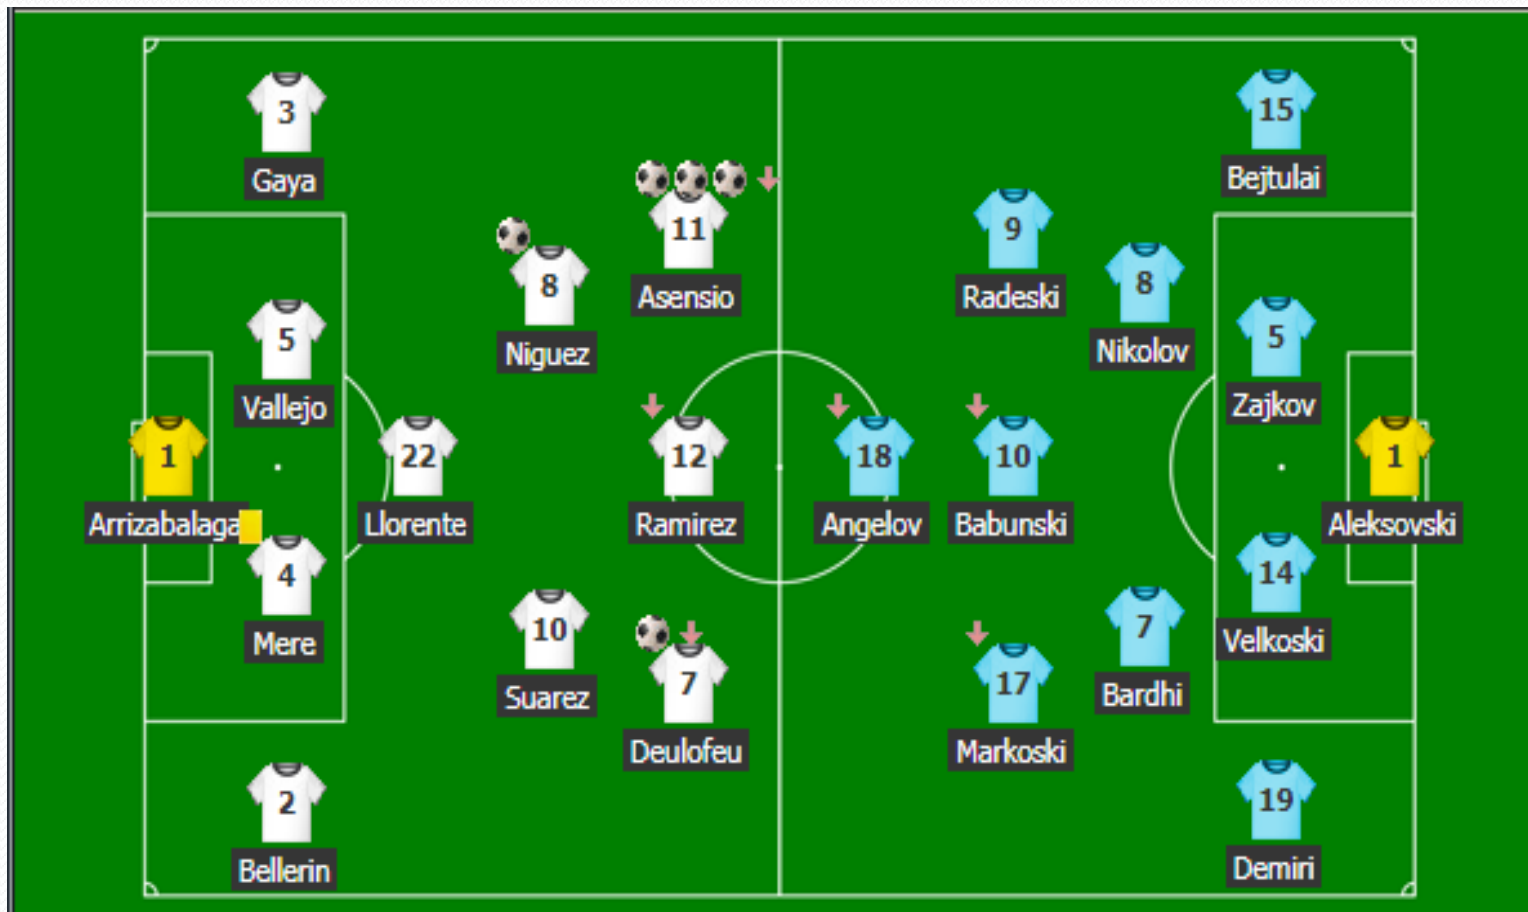 3
Gaya
5
Vallejo
1
Arrizabalaga
4
Mere
2
Bellerin
22
Llorente
8
Niguez
10
Suarez
11
Asensio
12
Ramirez
7
Deulofeu
18
Angelov
9
Radeski
10
Babunski
17
Markoski
8
Nikolov
7
Bardhi
15
Bejtulai
5
Zajkov
14
Velkoski
19
Demiri
1
Aleksovski